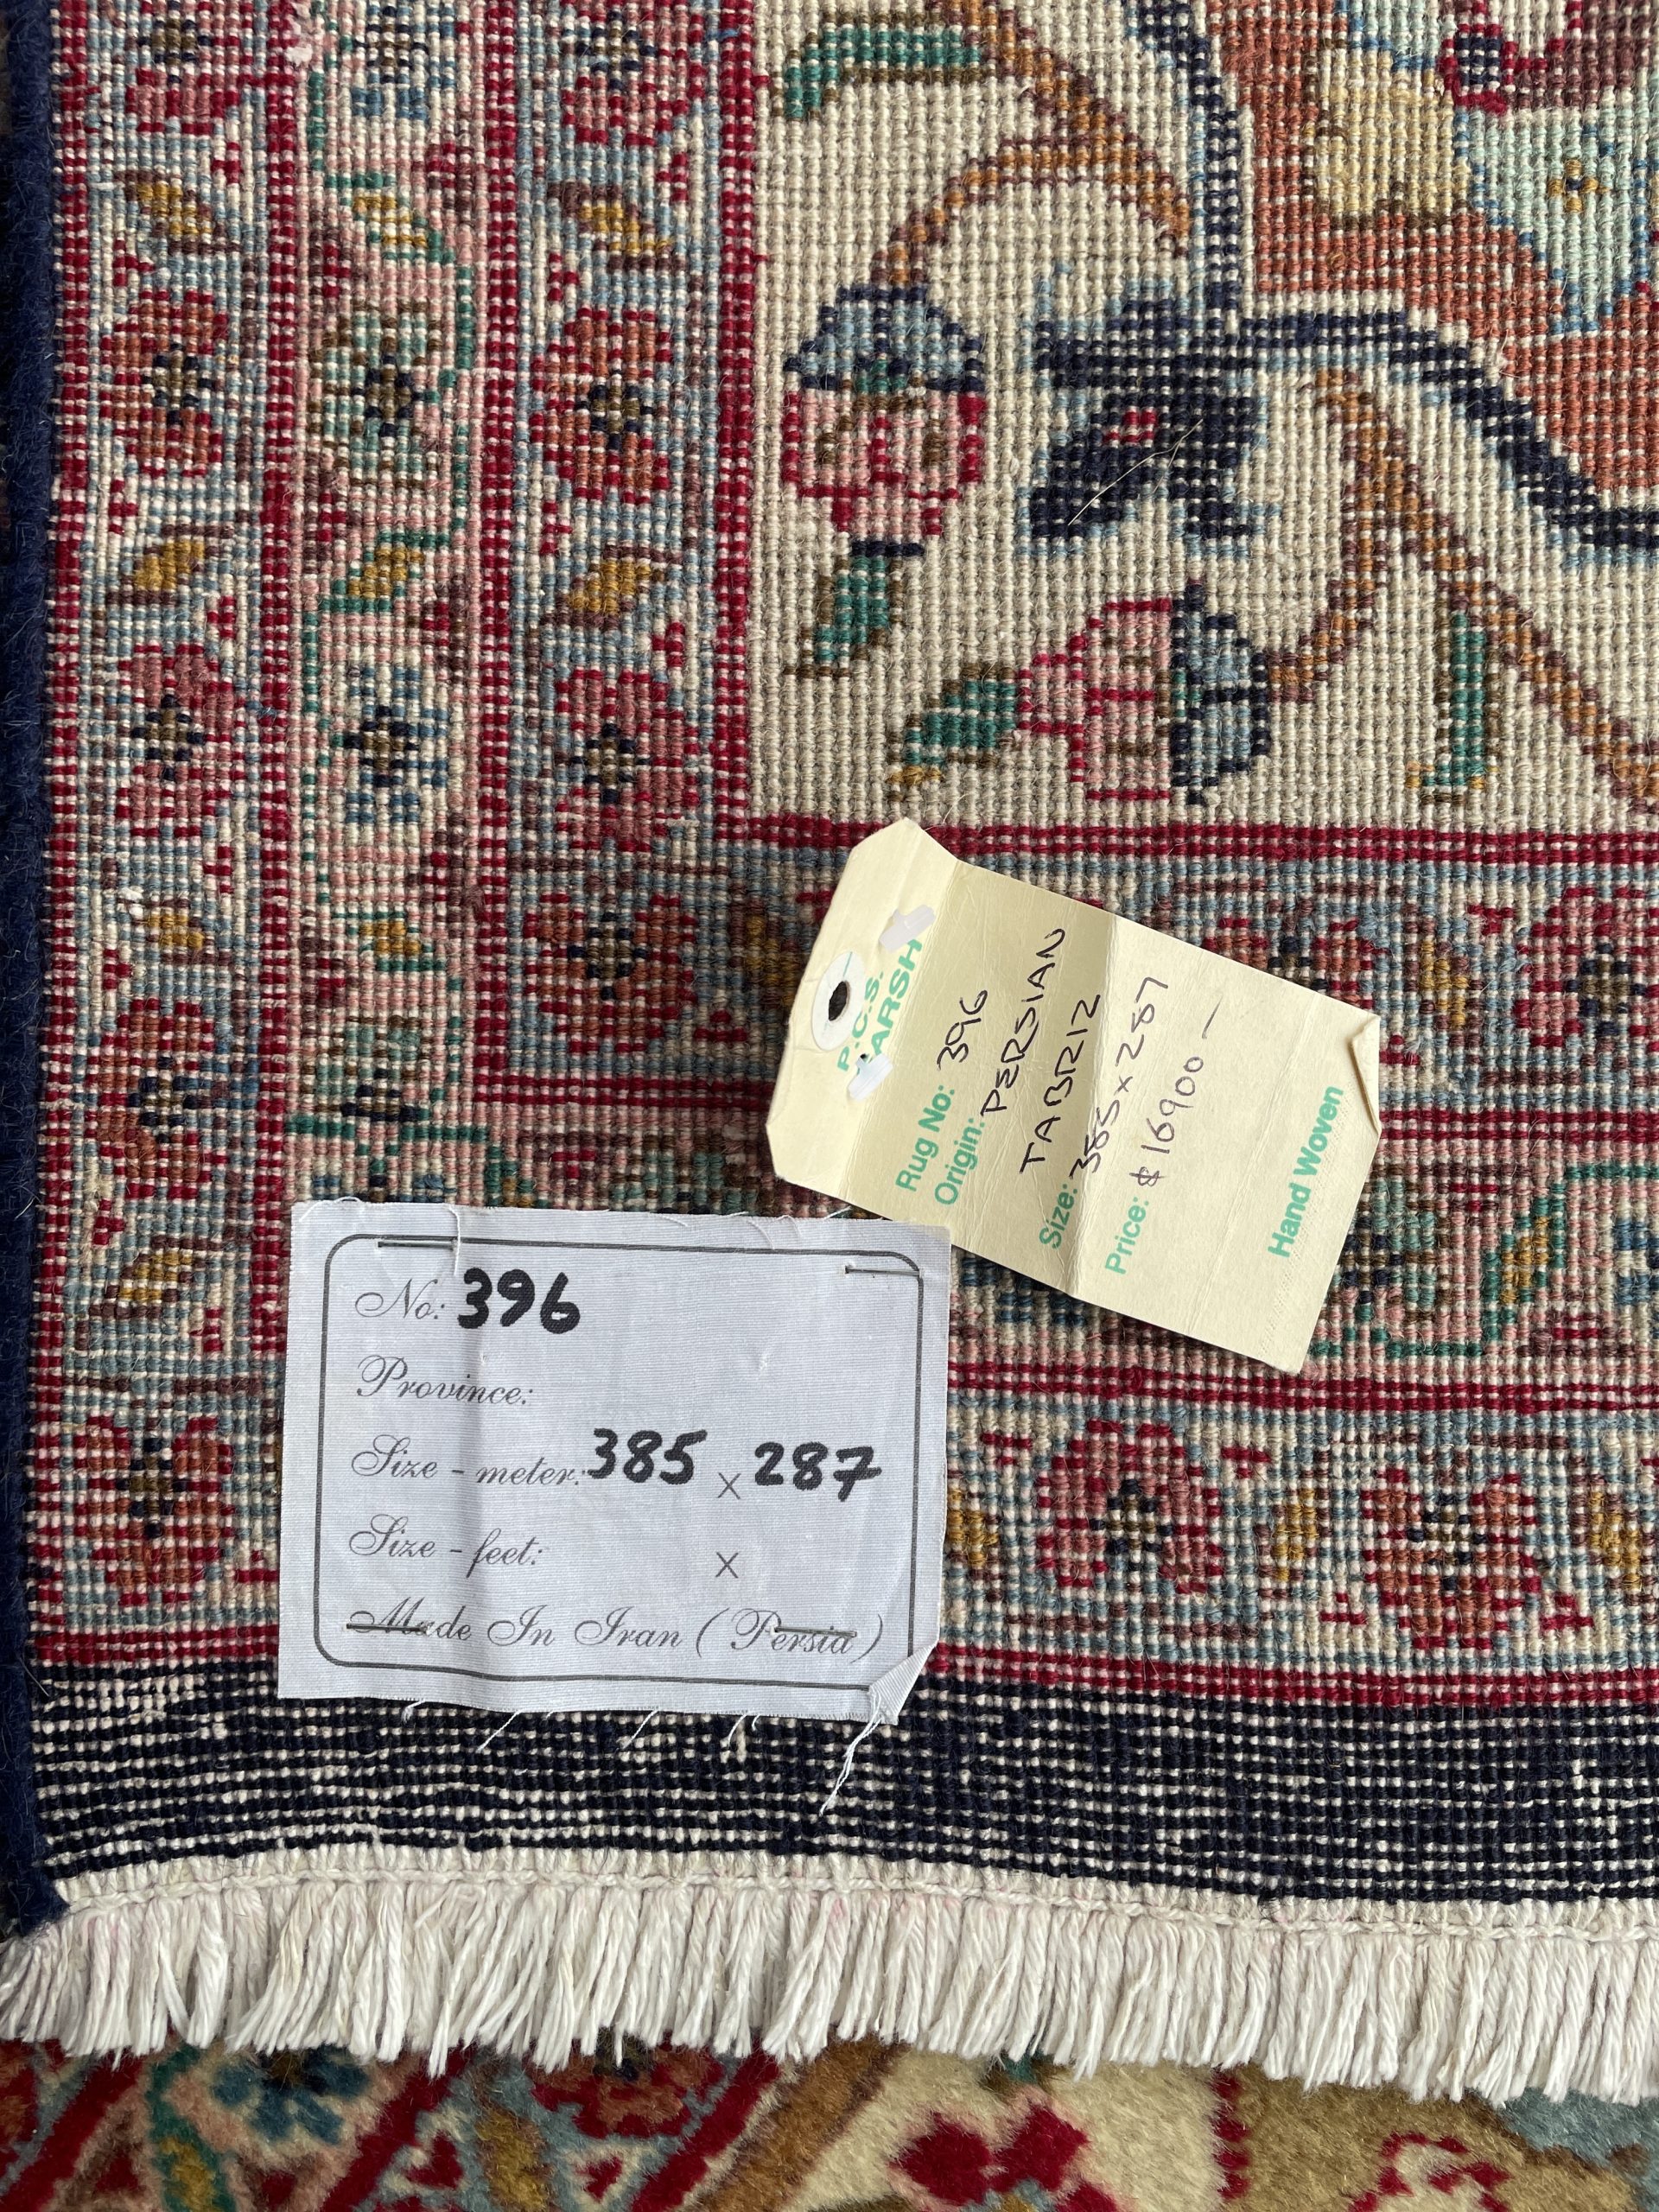 P.C.S.
FARSH
Rug No: 396
Origin: PERSIAN
TABRIZ
Size: 385 x 287
Price: $16900 —
Hand Woven
No: 396
Province:
Size - meter: 385 x 287
Size - feet: x
Made In Iran ( Persia )